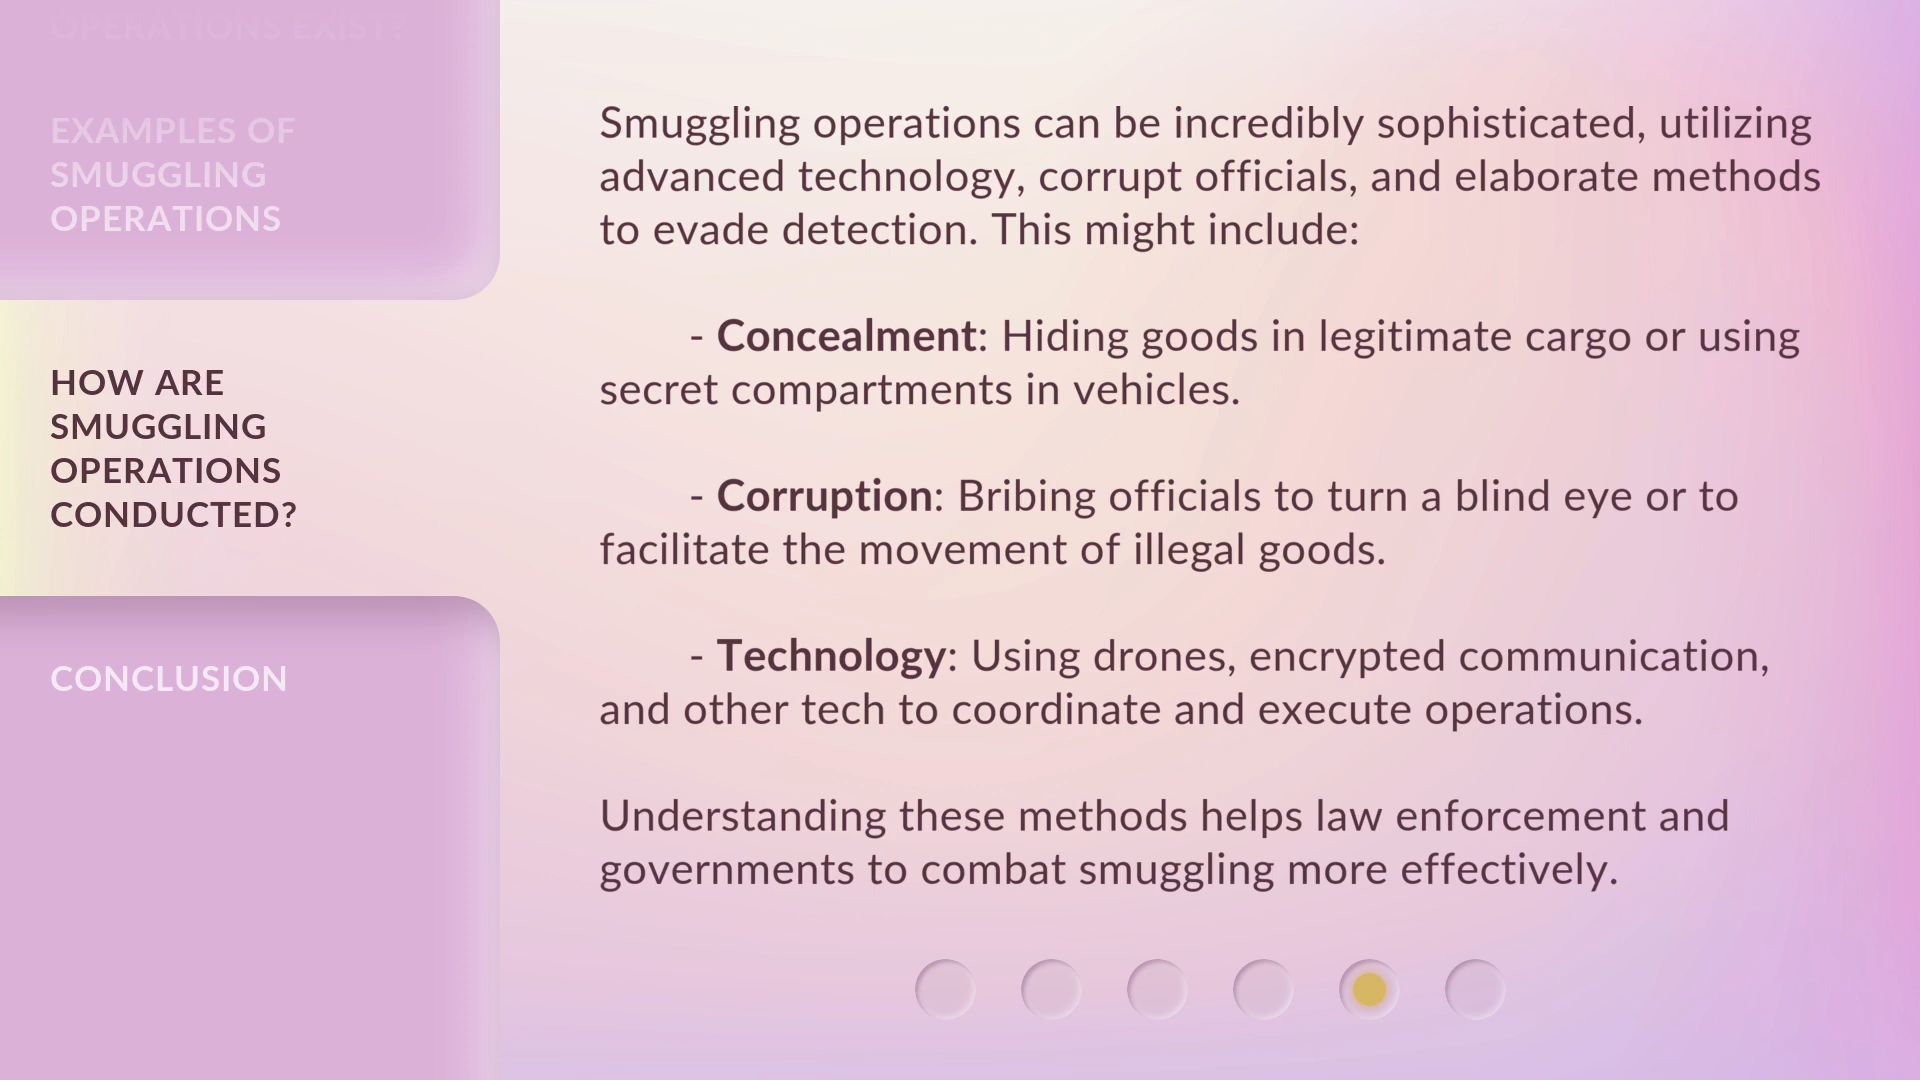 OPERATIONS EXIST?
EXAMPLES OF
SMUGGLING
OPERATIONS
HOW ARE
SMUGGLING
OPERATIONS
CONDUCTED?
CONCLUSION
Smuggling operations can be incredibly sophisticated, utilizing
advanced technology, corrupt officials, and elaborate methods
to evade detection. This might include:
- Concealment: Hiding goods in legitimate cargo or using
secret compartments in vehicles.
- Corruption: Bribing officials to turn a blind eye or to
facilitate the movement of illegal goods.
- Technology: Using drones, encrypted communication,
and other tech to coordinate and execute operations.
Understanding these methods helps law enforcement and
governments to combat smuggling more effectively.